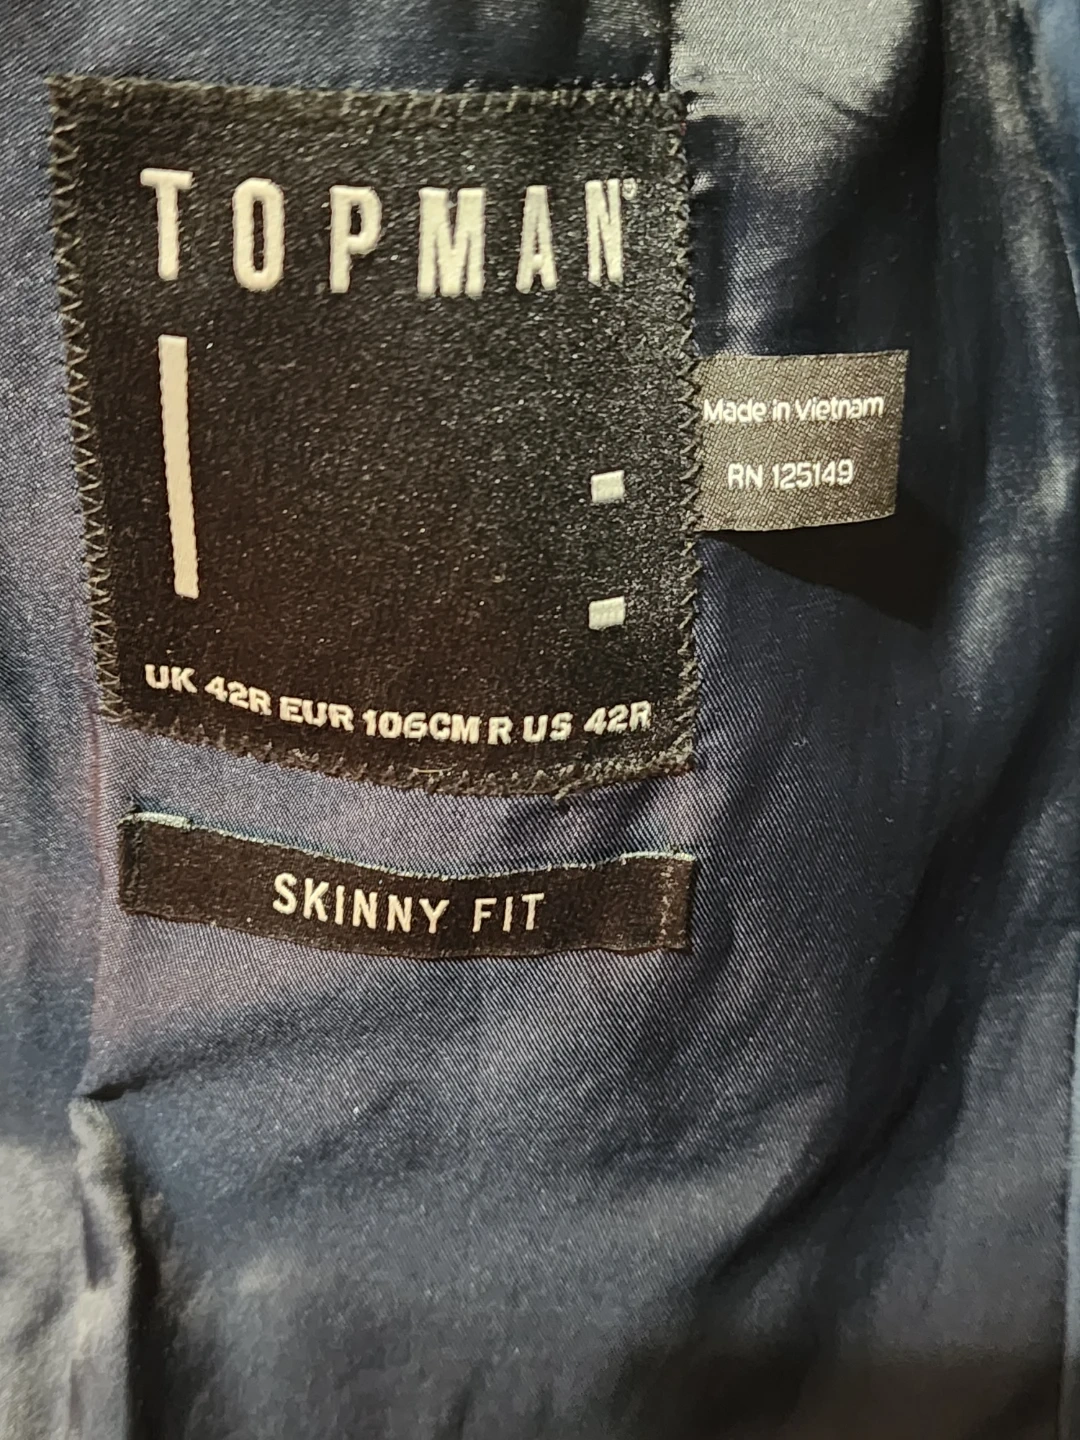 TOPMAN®
Made in Vietnam
RN 125149
UK 42R EUR 106CM R US 42R
SKINNY FIT